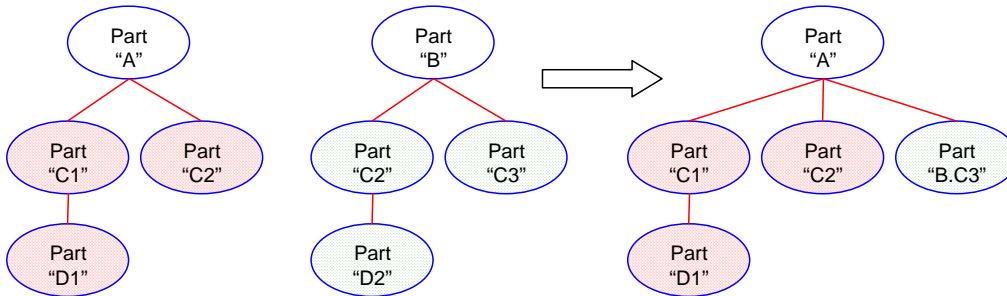 Part
“A”
Part
“B”
Part
“A”
Part
“C1”
Part
“C2”
Part
“C2”
Part
“C3”
Part
“C1”
Part
“C2”
Part
“B.C3”
Part
“D1”
Part
“D2”
Part
“D1”